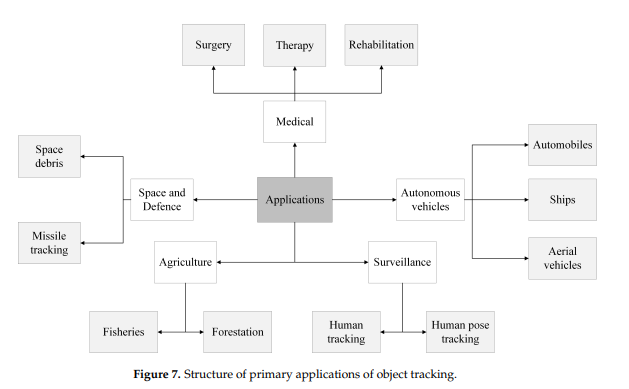 Surgery
Therapy
Rehabilitation
Medical
Space
debris
Automobiles
Space and
Defence
Applications
Autonomous
vehicles
Ships
Missile
tracking
Agriculture
Surveillance
Aerial
vehicles
Fisheries
Forestation
Human
tracking
Human pose
tracking
Figure 7. Structure of primary applications of object tracking.